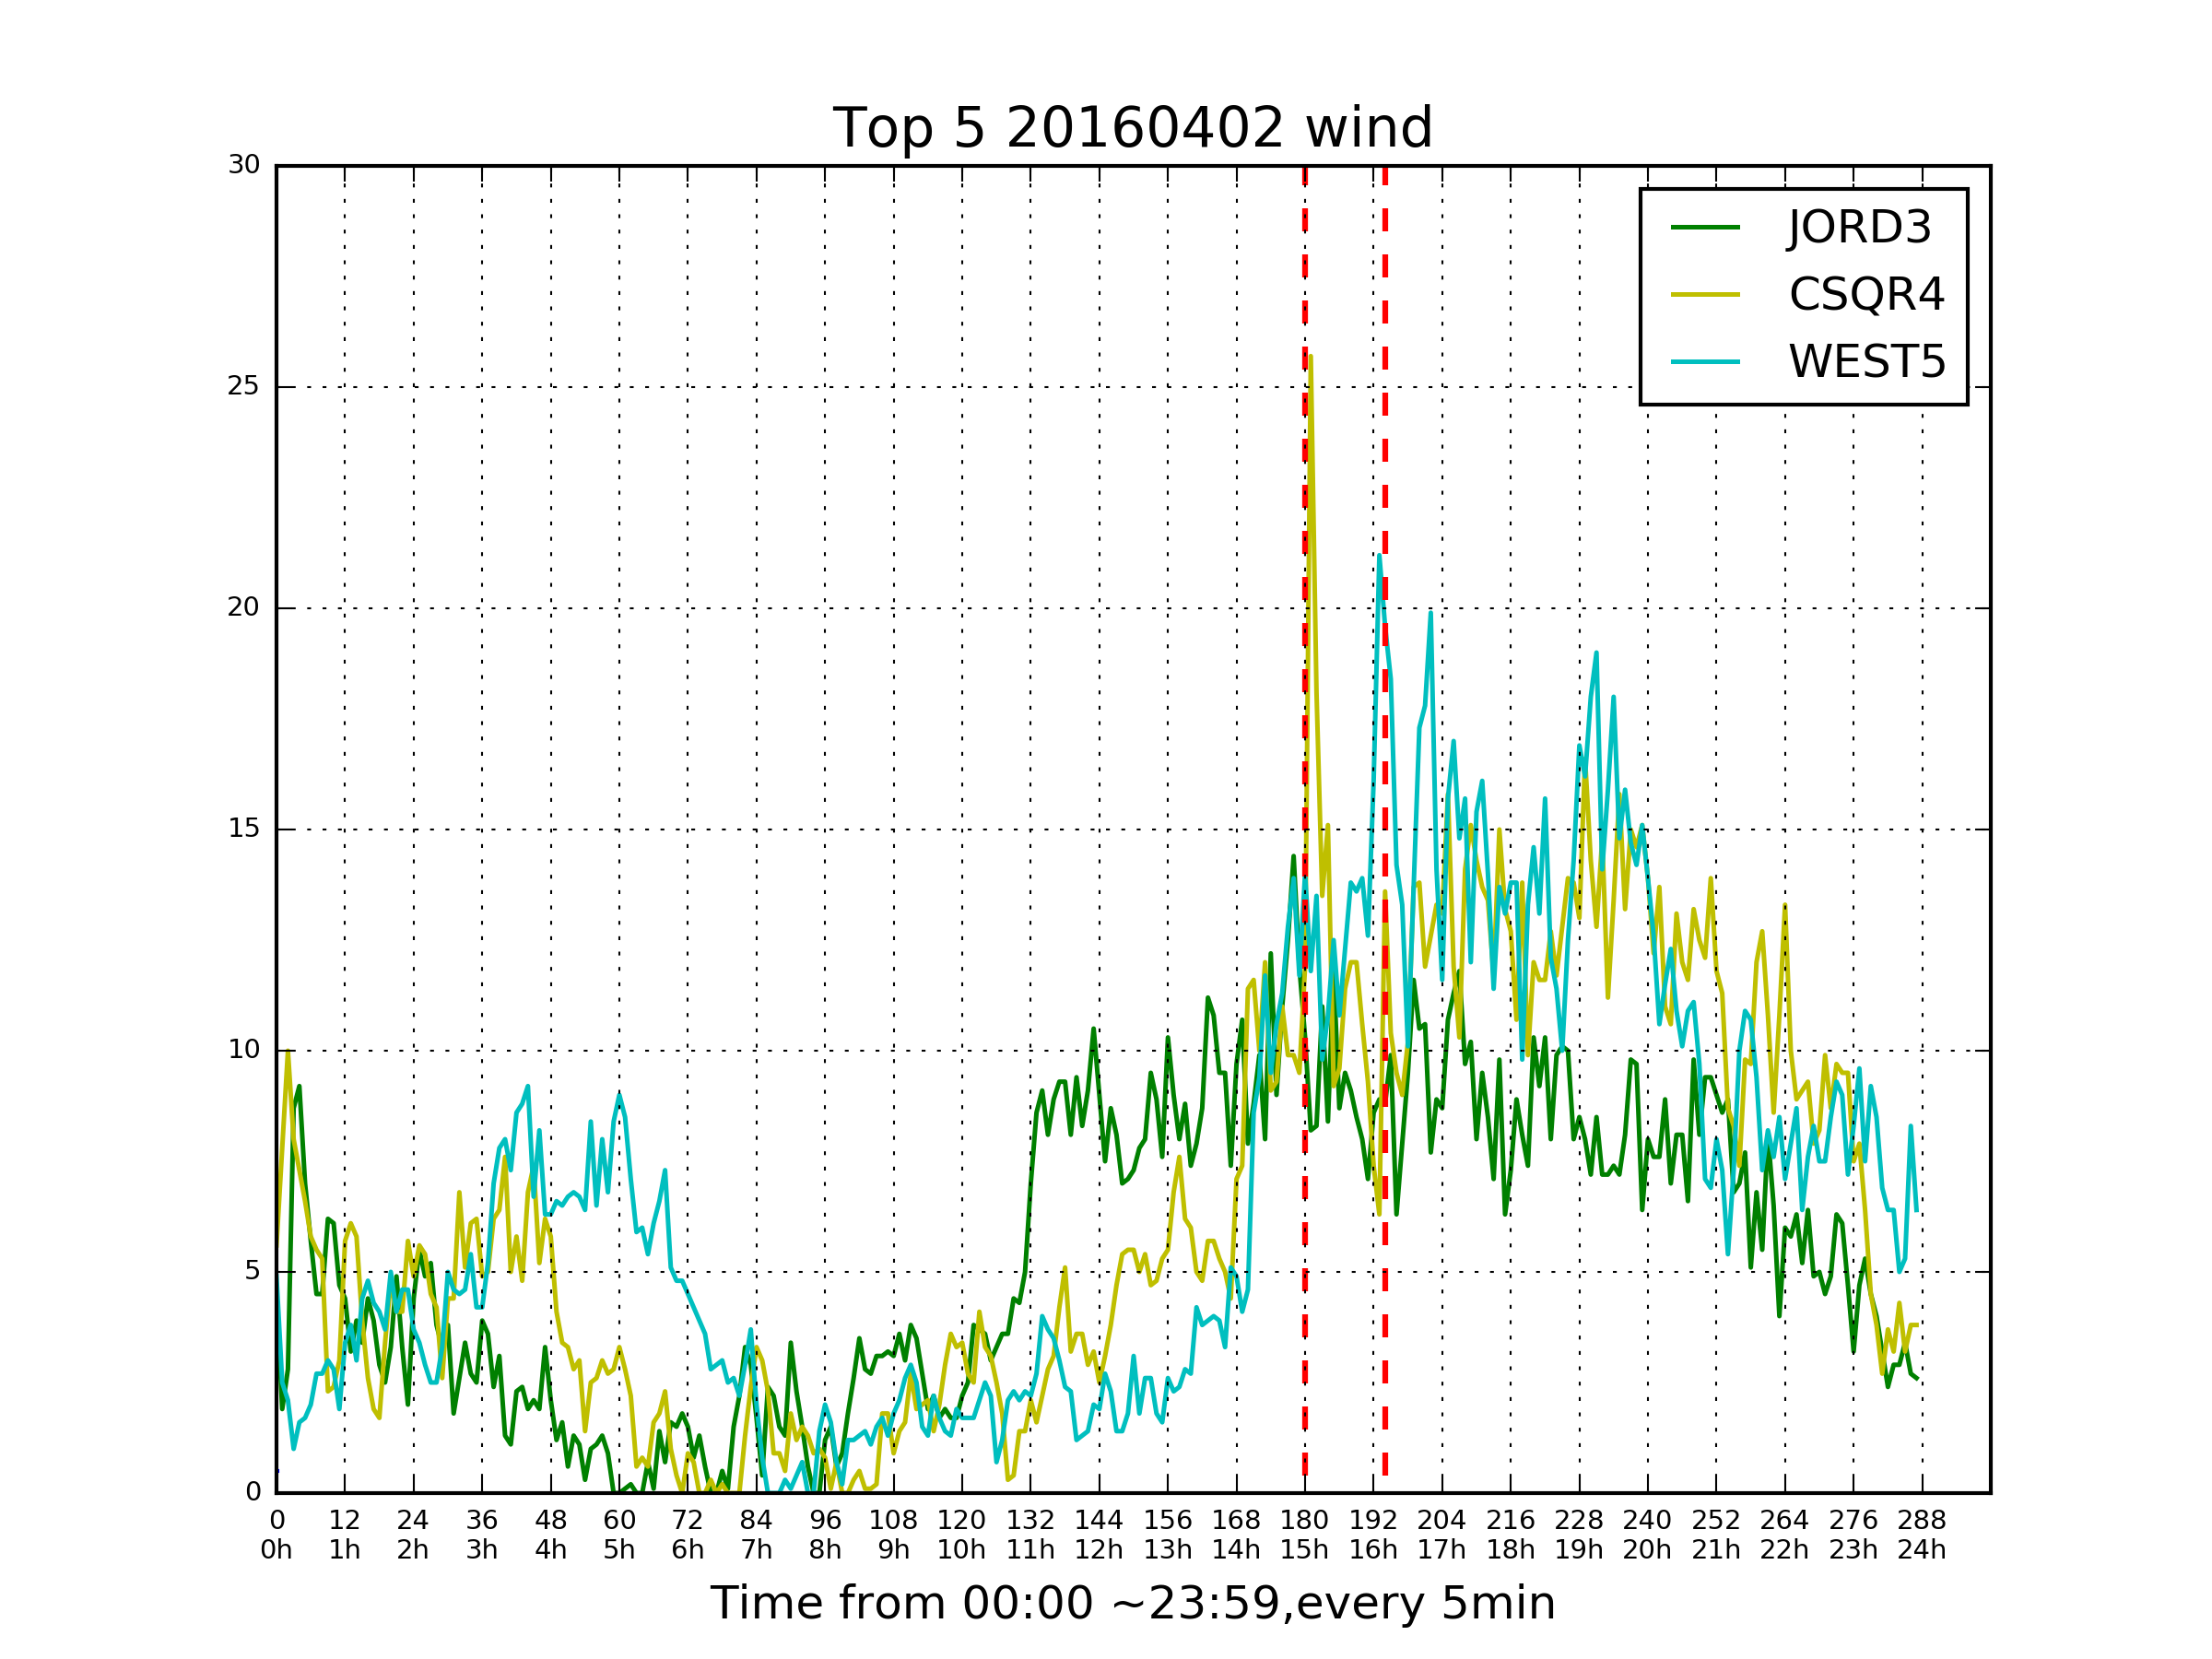 Top 5 20160402 wind
30
25
20
15
10
5
0
JORD3
CSQR4
WEST5
0 12 24 36 48 60 72 84 96 108 120 132 144 156 168 180 192 204 216 228 240 252 264 276 288
0h 1h 2h 3h 4h 5h 6h 7h 8h 9h 10h 11h 12h 13h 14h 15h 16h 17h 18h 19h 20h 21h 22h 23h 24h
Time from 00:00 ~23:59,every 5min